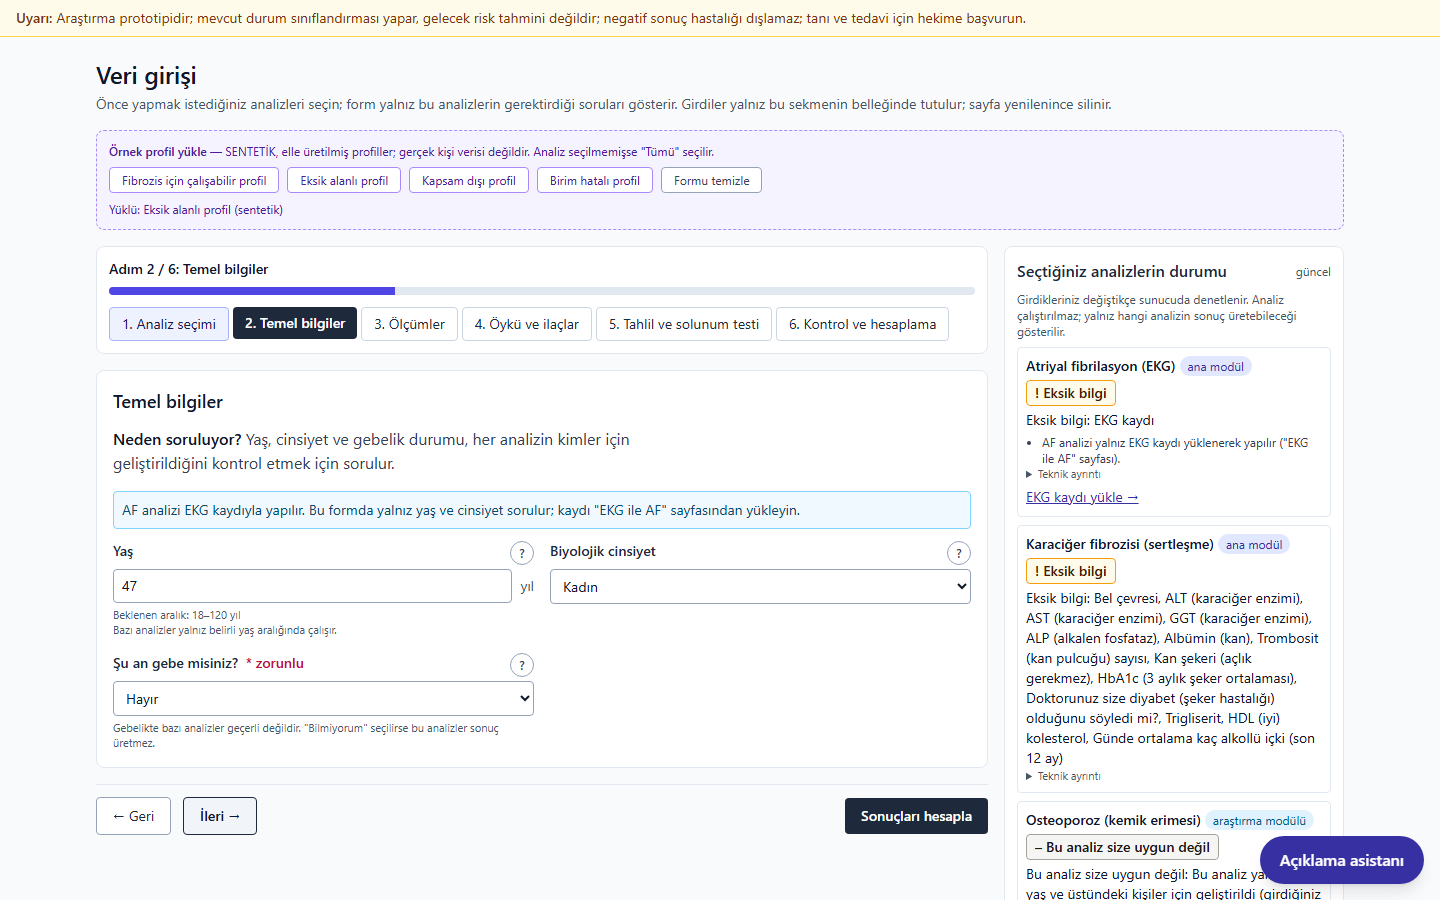 Uyarı: Araştırma prototipidir; mevcut durum sınıflandırması yapar, gelecek risk tahmini değildir; negatif sonuç hastalığı dışlamaz; tanı ve tedavi için hekime başvurun.
Veri girişi
Önce yapmak istediğiniz analizleri seçin; form yalnız bu analizlerin gerektirdiği soruları gösterir. Girdiler yalnız bu sekmenin belleğinde tutulur; sayfa yenilenince silinir.
Örnek profil yükle — SENTETİK, elle üretilmiş profiller; gerçek kişi verisi değildir. Analiz seçilmemişse "Tümü" seçilir.
Fibrozis için çalışabilir profil
Eksik alanlı profil
Kapsam dışı profil
Birim hatalı profil
Formu temizle
Yüklü: Eksik alanlı profil (sentetik)
Adım 2 / 6: Temel bilgiler
1. Analiz seçimi
2. Temel bilgiler
3. Ölçümler
4. Öykü ve ilaçlar
5. Tahlil ve solunum testi
6. Kontrol ve hesaplama
Temel bilgiler
Neden soruluyor? Yaş, cinsiyet ve gebelik durumu, her analizin kimler için
geliştirildiğini kontrol etmek için sorulur.
AF analizi EKG kaydıyla yapılır. Bu formda yalnız yaş ve cinsiyet sorulur; kaydı "EKG ile AF" sayfasından yükleyin.
Yaş
?
47
yıl
Beklenen aralık: 18–120 yıl
Bazı analizler yalnız belirli yaş aralığında çalışır.
Biyolojik cinsiyet
?
Kadın
Şu an gebe misiniz? * zorunlu
?
Hayır
Gebelikte bazı analizler geçerli değildir. "Bilmiyorum" seçilirse bu analizler sonuç
üretmez.
← Geri
İleri →
Sonuçları hesapla
Seçtiğiniz analizlerin durumu
güncel
Girdikleriniz değiştikçe sunucuda denetlenir. Analiz
çalıştırılmaz; yalnız hangi analizin sonuç üretebileceği
gösterilir.
Atriyal fibrilasyon (EKG) ana modül
! Eksik bilgi
Eksik bilgi: EKG kaydı
• AF analizi yalnız EKG kaydı yüklenerek yapılır ("EKG
ile AF" sayfası).
▶ Teknik ayrıntı
EKG kaydı yükle →
Karaciğer fibrozisi (sertleşme) ana modül
! Eksik bilgi
Eksik bilgi: Bel çevresi, ALT (karaciğer enzimi),
AST (karaciğer enzimi), GGT (karaciğer enzimi),
ALP (alkalen fosfataz), Albümin (kan), Trombosit
(kan pulcuğu) sayısı, Kan şekeri (açlık
gerekmez), HbA1c (3 aylık şeker ortalaması),
Doktorunuz size diyabet (şeker hastalığı)
olduğunu söyledi mi?, Trigliserit, HDL (iyi)
kolesterol, Günde ortalama kaç alkollü içki (son
12 ay)
▶ Teknik ayrıntı
Osteoporoz (kemik erimesi) araştırma modülü
– Bu analiz size uygun değil
Bu analiz size uygun değil: Bu analiz
yaş ve üstündeki kişiler için geliştirildi (girdiğiniz
Açıklama asistanı